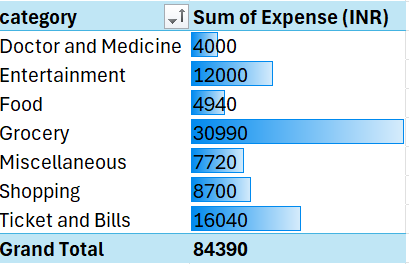 category Sum of Expense (INR)
Doctor and Medicine 4000
Entertainment 12000
Food 4940
Grocery 30990
Miscellaneous 7720
Shopping 8700
Ticket and Bills 16040
Grand Total 84390